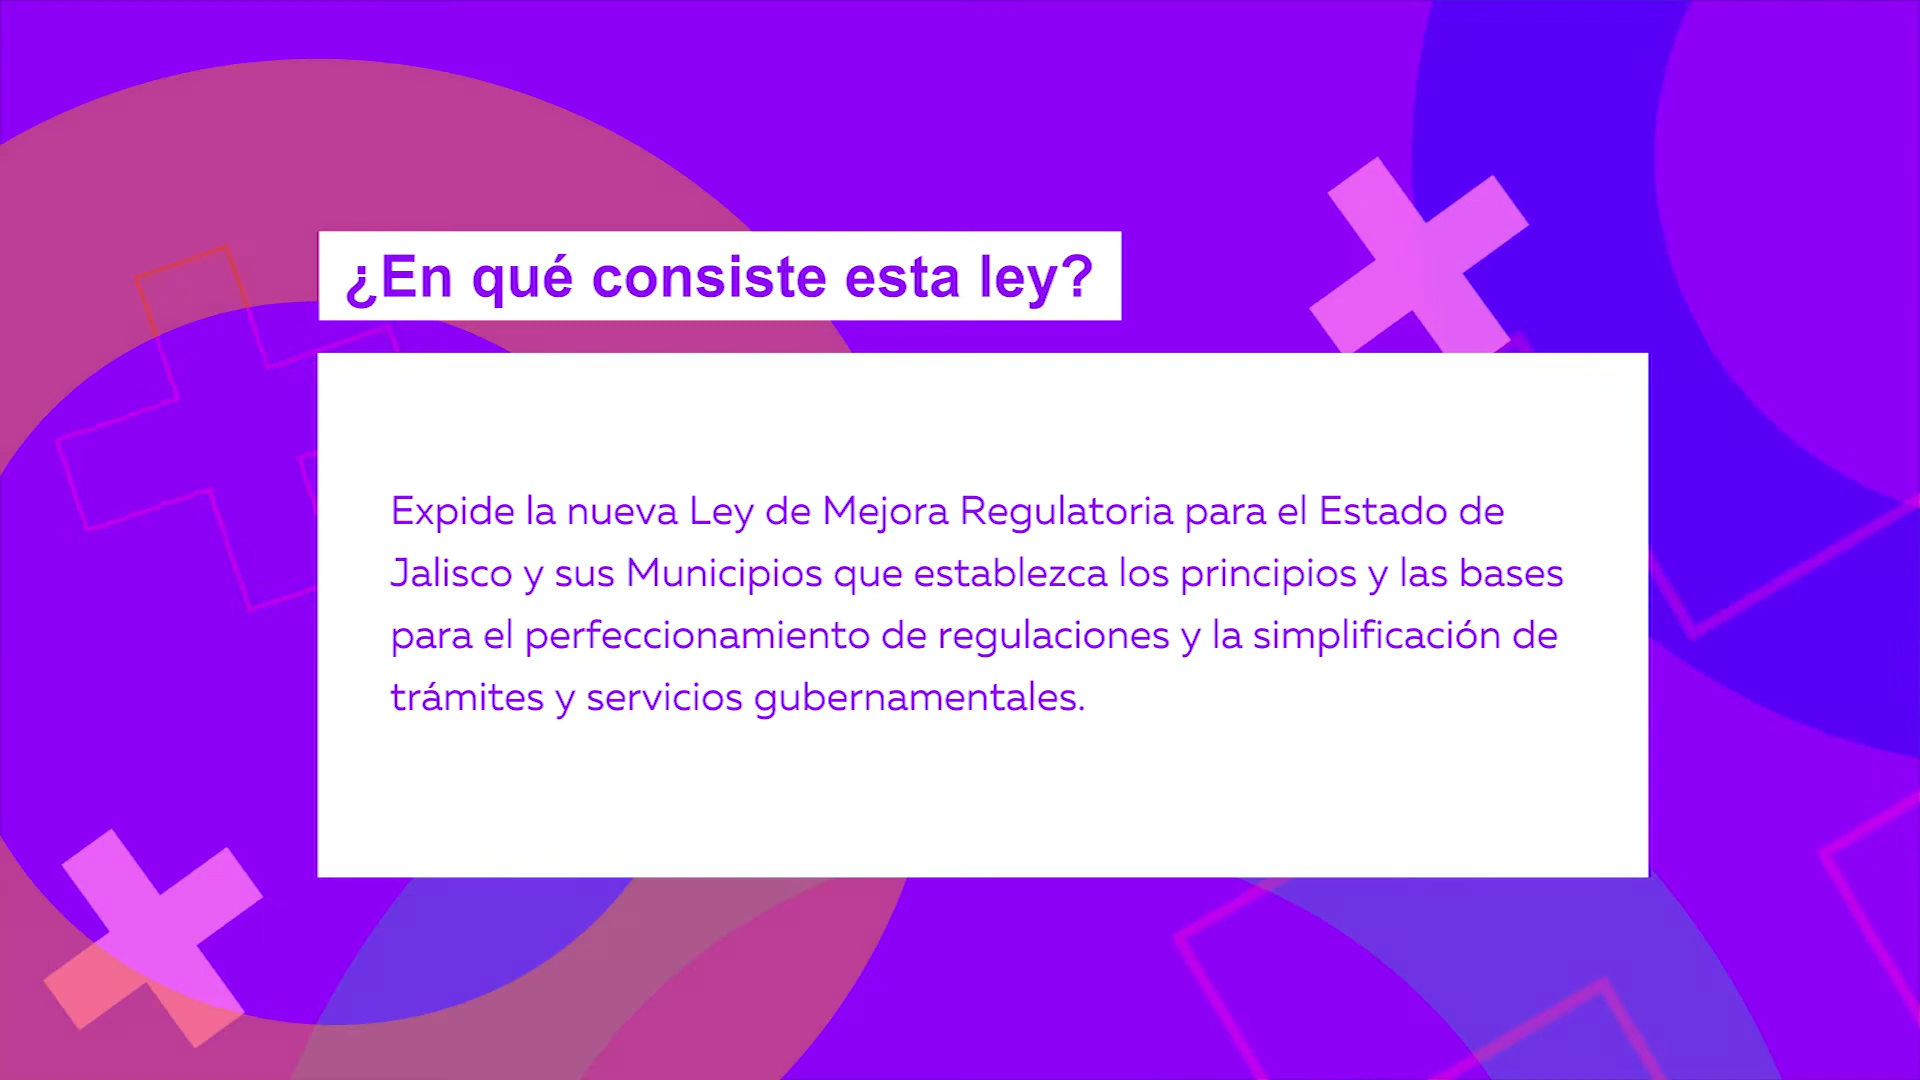 ¿En qué consiste esta ley?
Expide la nueva Ley de Mejora Regulatoria para el Estado de
Jalisco y sus Municipios que establezca los principios y las bases
para el perfeccionamiento de regulaciones y la simplificación de
trámites y servicios gubernamentales.